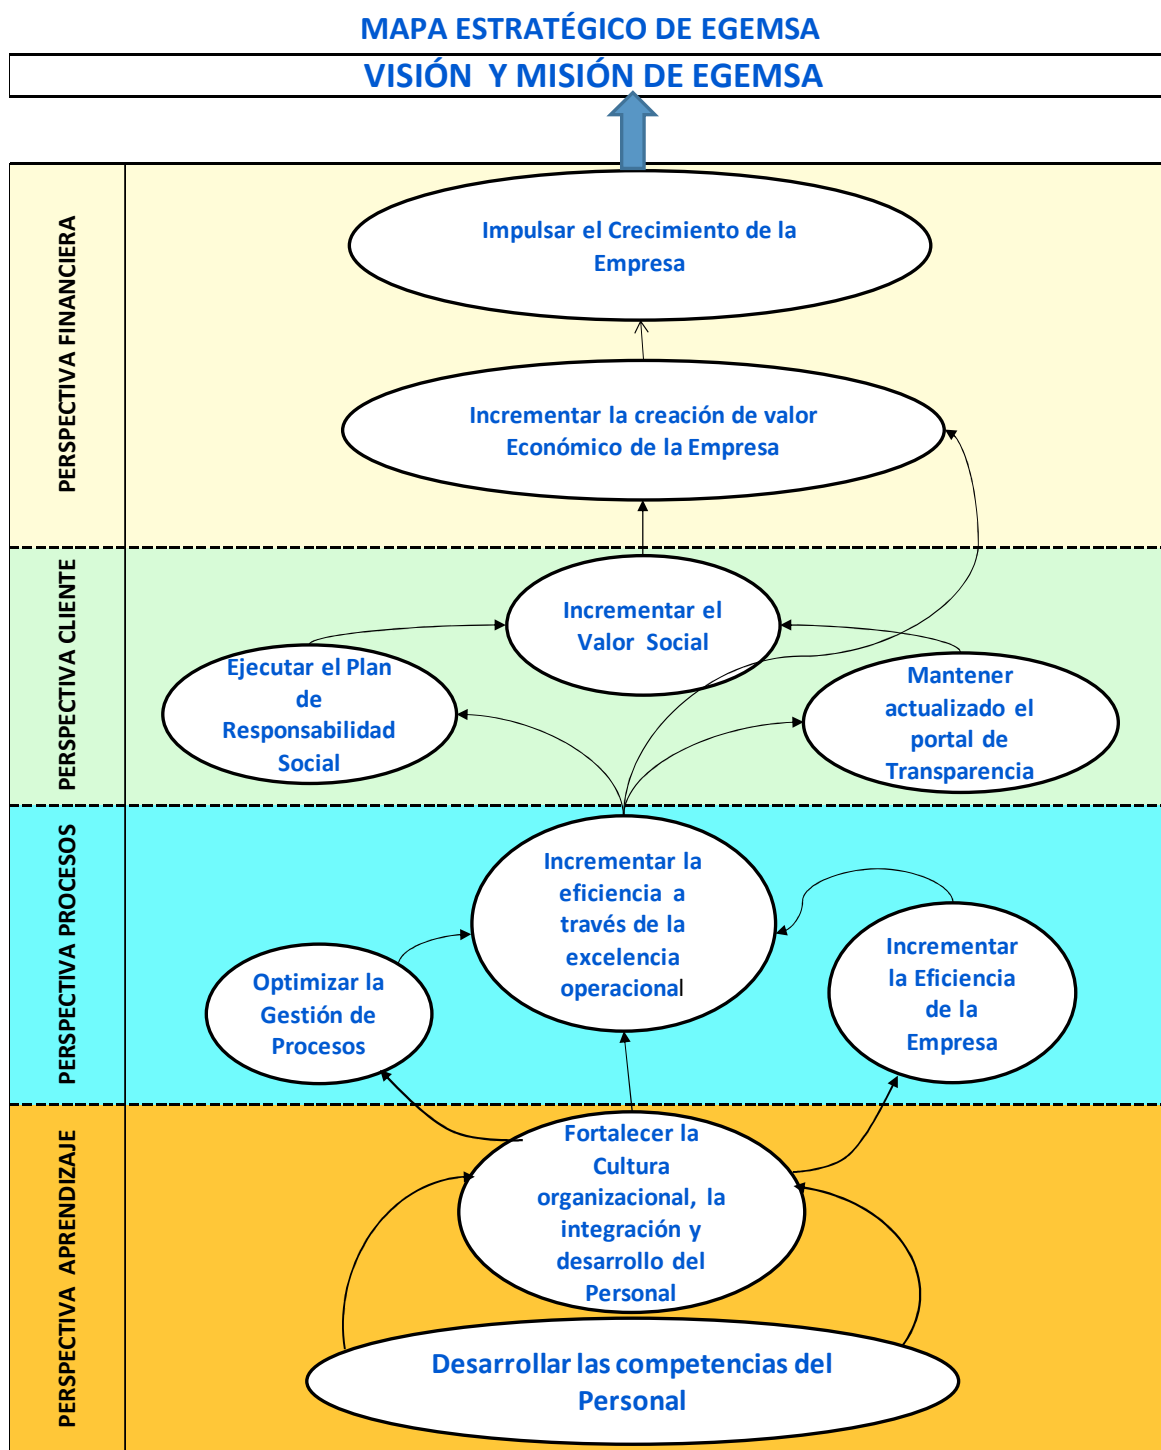 MAPA ESTRATÉGICO DE EGEMSA
VISIÓN Y MISIÓN DE EGEMSA
PERSPECTIVA FINANCIERA
Impulsar el Crecimiento de la
Empresa
Incrementar la creación de valor
Económico de la Empresa
PERSPECTIVA CLIENTE
Incrementar el
Valor Social
Ejecutar el Plan
de
Responsabilidad
Social
Mantener
actualizado el
portal de
Transparencia
PERSPECTIVA PROCESOS
Incrementar la
eficiencia a
través de la
excelencia
operacional
Optimizar la
Gestión de
Procesos
Incrementar
la Eficiencia
de la
Empresa
PERSPECTIVA APRENDIZAJE
Fortalecer la
Cultura
organizacional, la
integración y
desarrollo del
Personal
Desarrollar las competencias del
Personal